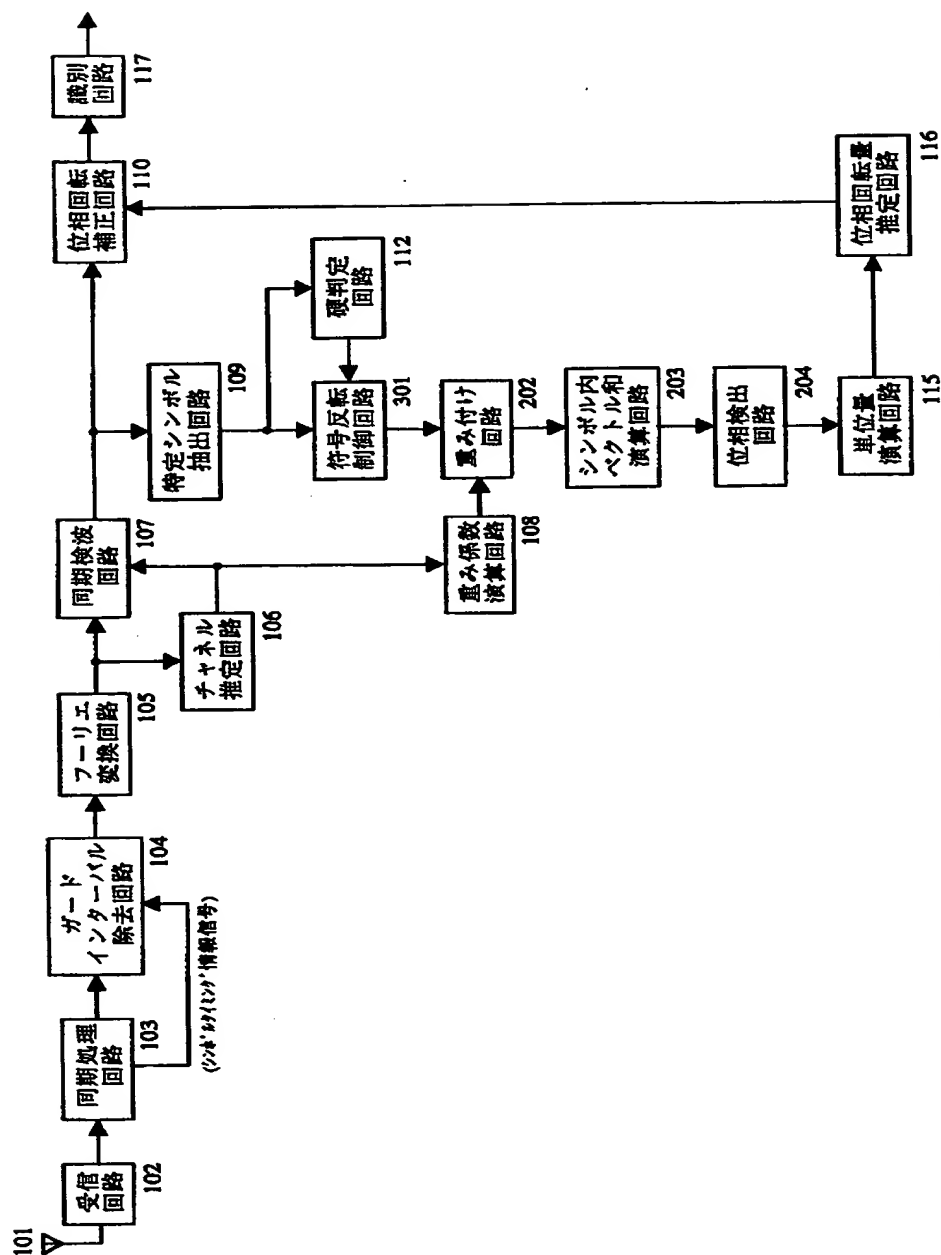 101
受信
回路
102
同期処理
回路
103
(シンボルタイミング情報信号)
ガード
インターバル
除去回路
104
フーリエ
変換回路
105
チャネル
推定回路
106
同期検波
回路
107
重み係数
演算回路
108
特定シンボル
抽出回路
109
位相回転
補正回路
110
識別
回路
117
硬判定
回路
112
符号反転
制御回路
301
重み付け
回路
202
シンボル内
ベクトル和
演算回路
203
位相検出
回路
204
単位量
演算回路
115
位相回転量
推定回路
116